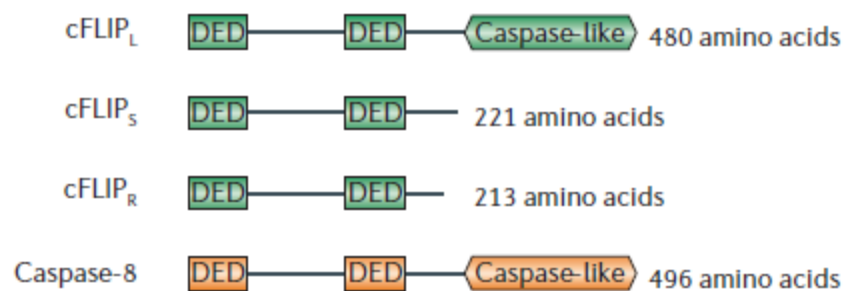 cFLIPL DED DED Caspase-like 480 amino acids
cFLIPS DED DED 221 amino acids
cFLIPR DED DED 213 amino acids
Caspase-8 DED DED Caspase-like 496 amino acids